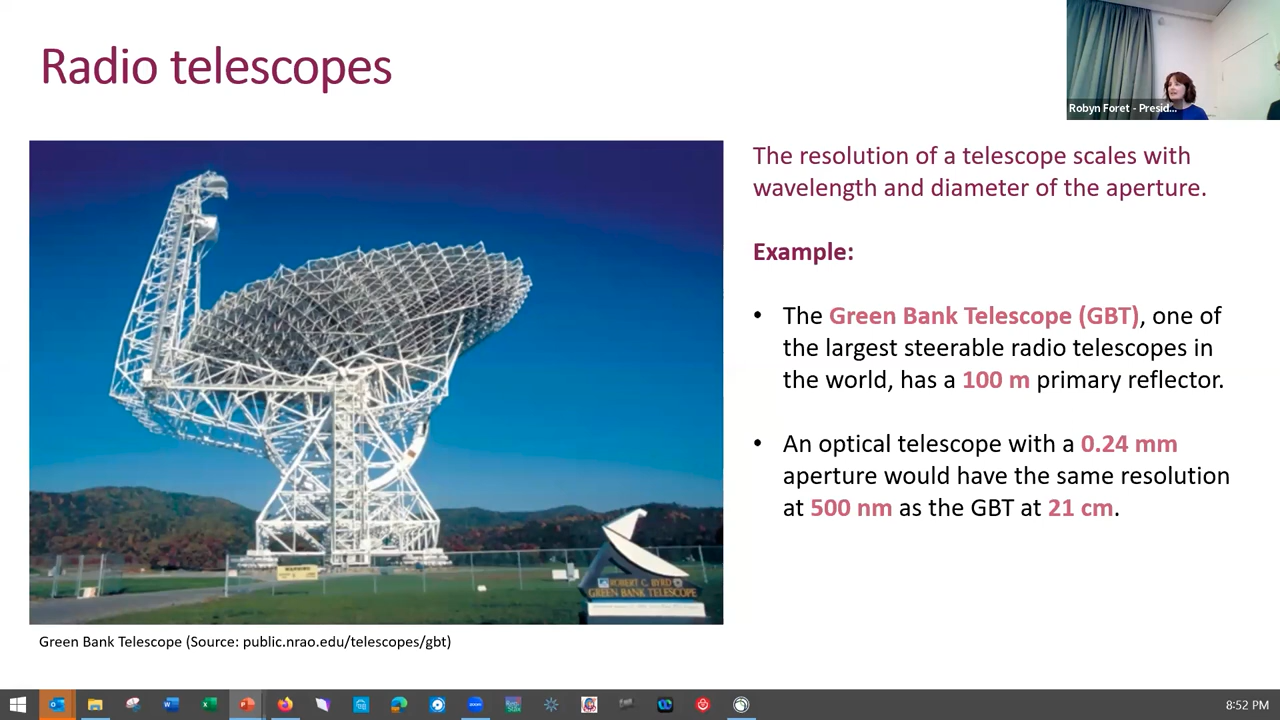 Radio telescopes
Robyn Foret - Presid...
The resolution of a telescope scales with
wavelength and diameter of the aperture.
Example:
• The Green Bank Telescope (GBT), one of
the largest steerable radio telescopes in
the world, has a 100 m primary reflector.
• An optical telescope with a 0.24 mm
aperture would have the same resolution
at 500 nm as the GBT at 21 cm.
WARNING
ROBERT C. BYRD
GREEN BANK TELESCOPE
Green Bank Telescope (Source: public.nrao.edu/telescopes/gbt)
zoom
8:52 PM